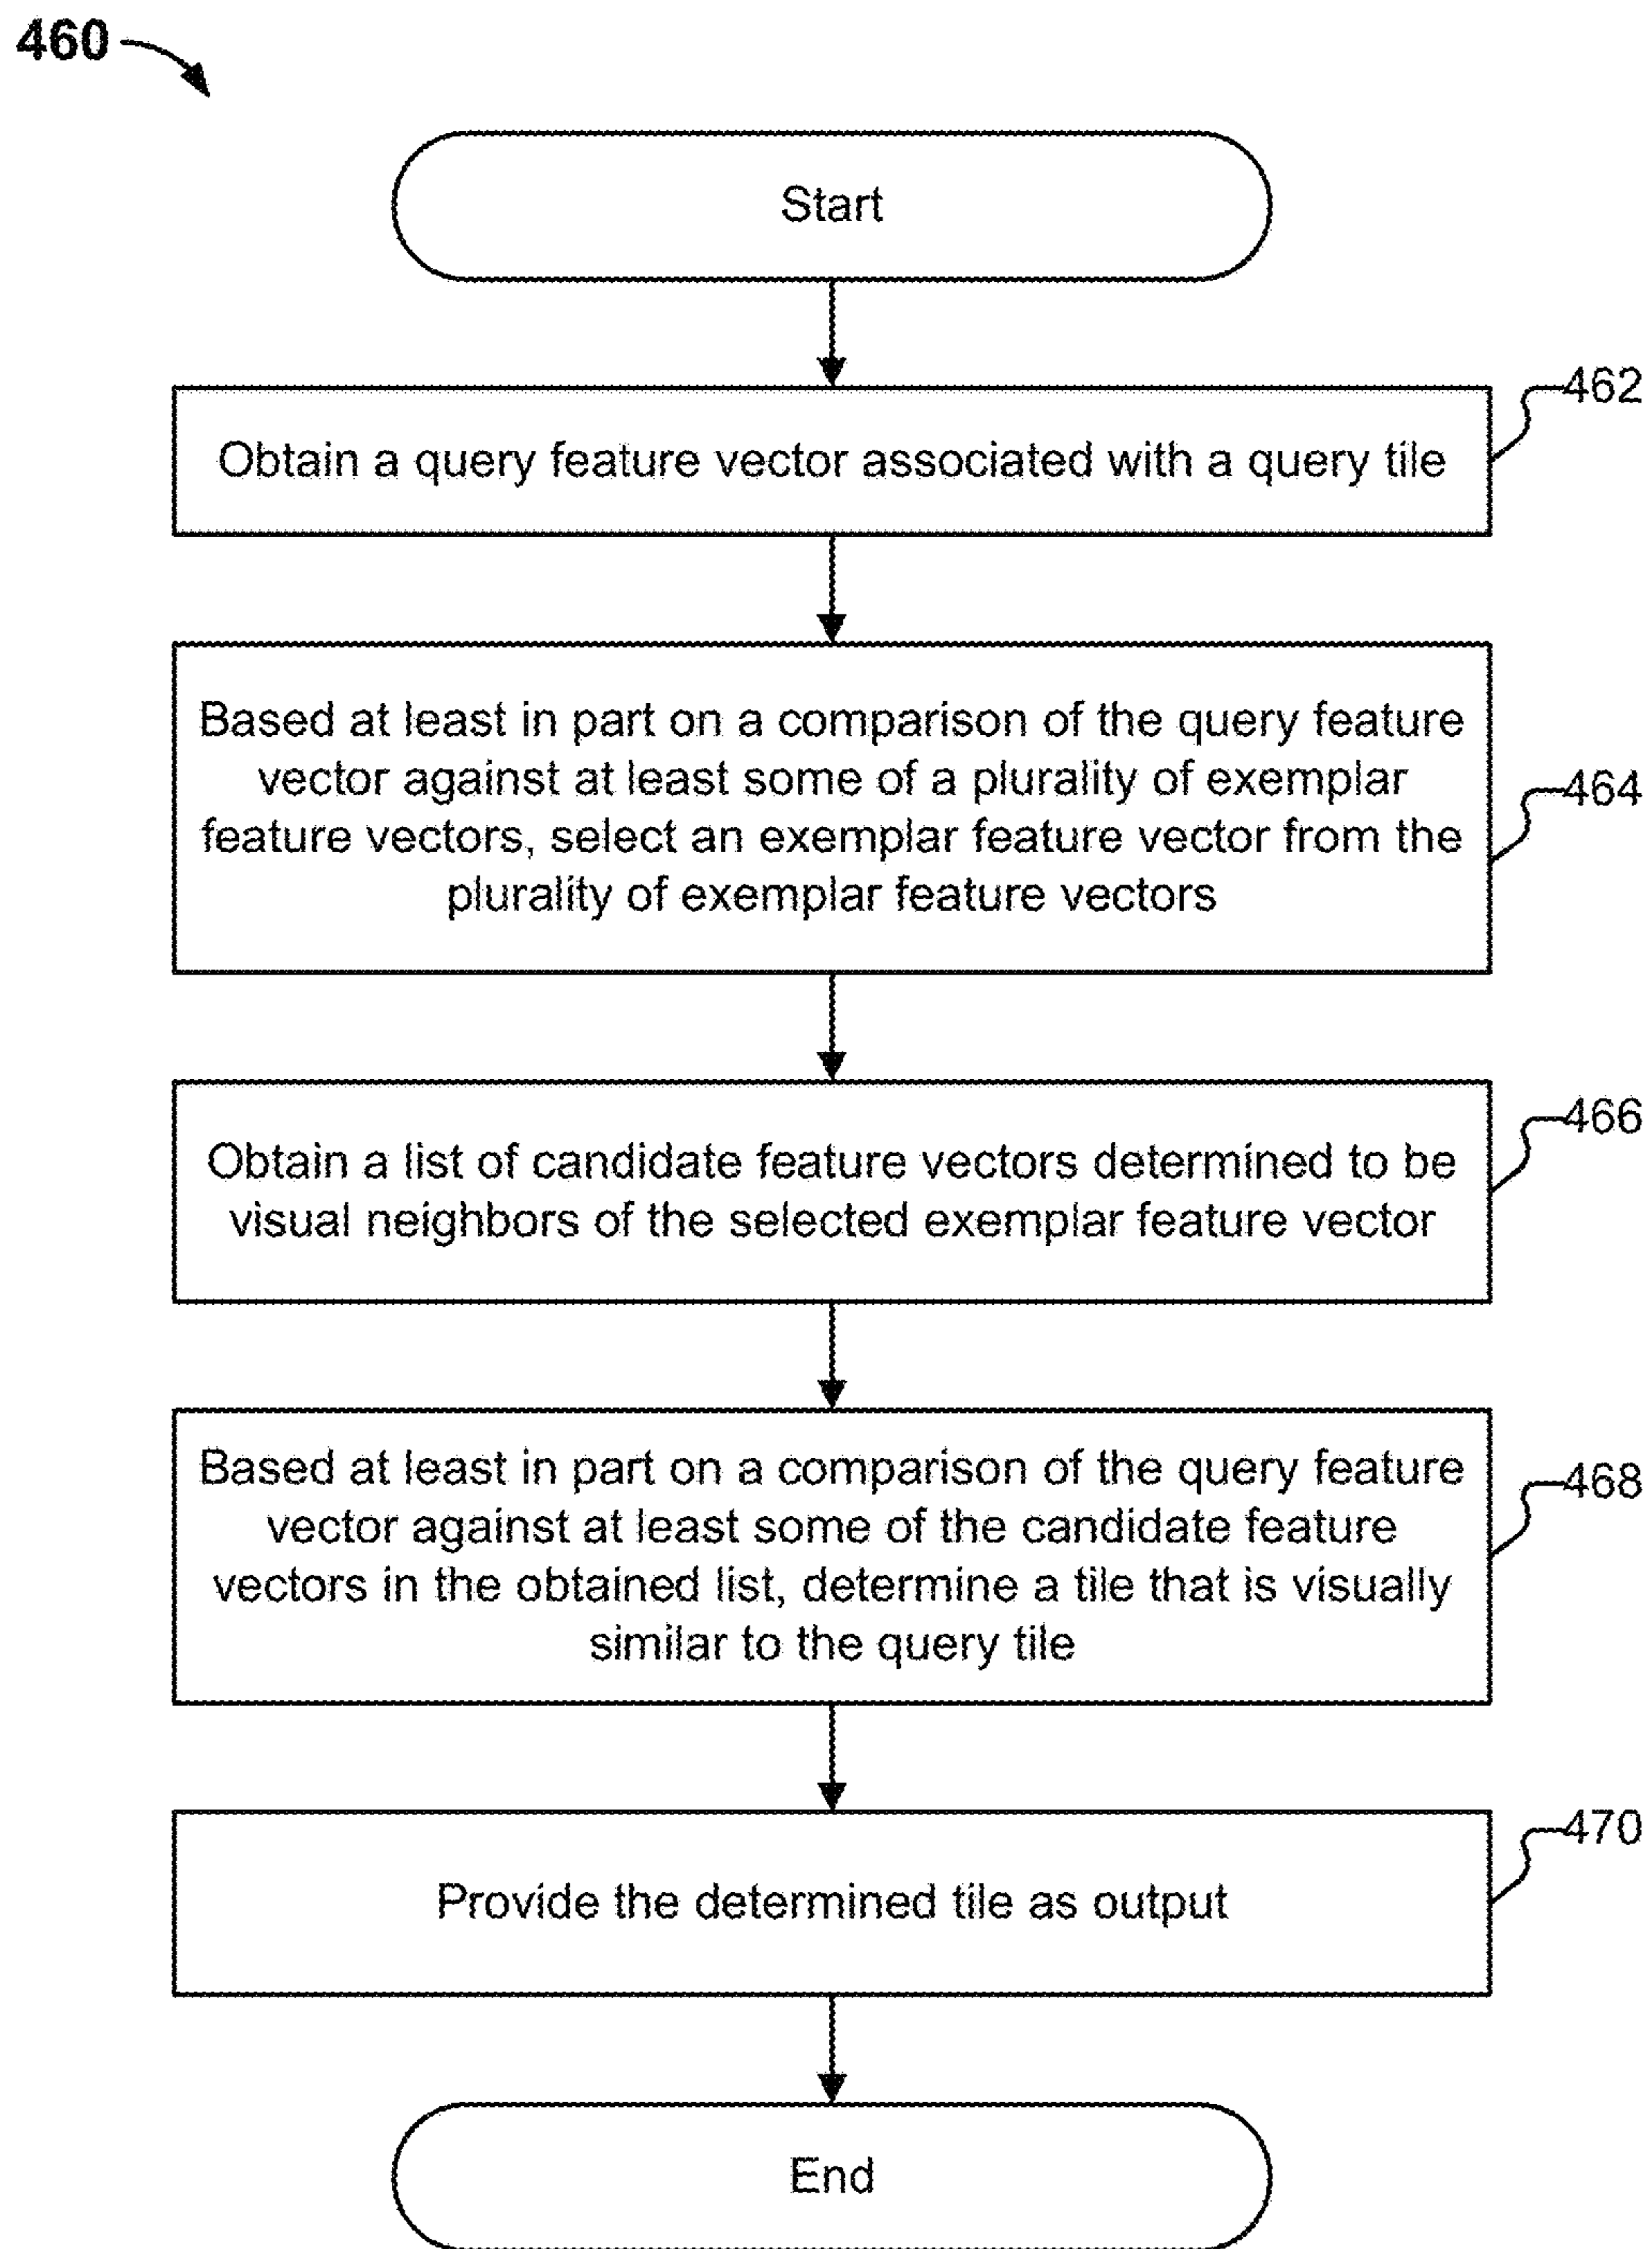 460
Start
462
Obtain a query feature vector associated with a query tile
Based at least in part on a comparison of the query feature
vector against at least some of a plurality of exemplar
feature vectors, select an exemplar feature vector from the
plurality of exemplar feature vectors
464
Obtain a list of candidate feature vectors determined to be
visual neighbors of the selected exemplar feature vector
466
Based at least in part on a comparison of the query feature
vector against at least some of the candidate feature
vectors in the obtained list, determine a tile that is visually
similar to the query tile
468
Provide the determined tile as output
470
End